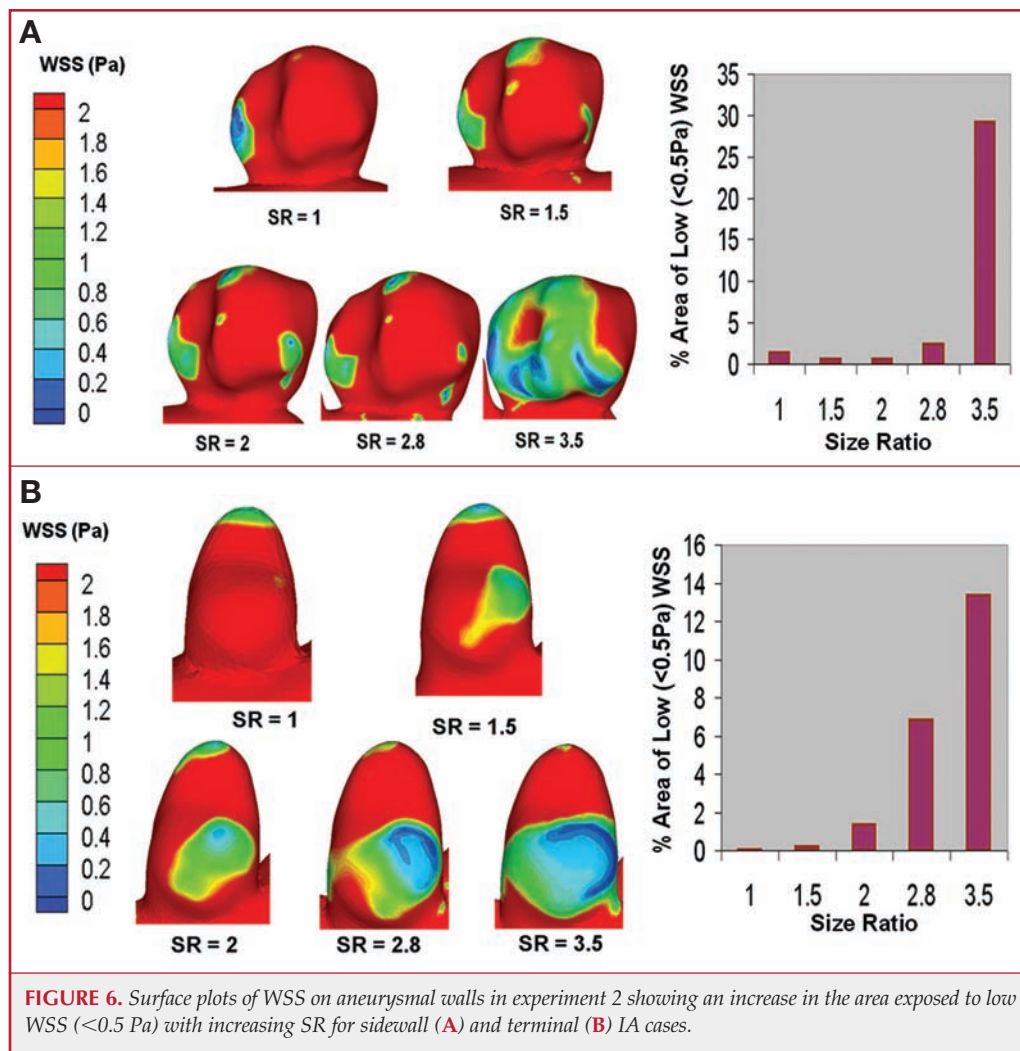 A
WSS (Pa)
2
1.8
1.6
1.4
1.2
1
0.8
0.6
0.4
0.2
0
SR = 1
SR = 1.5
SR = 2
SR = 2.8
SR = 3.5
% Area of Low (<0.5Pa) WSS
35
30
25
20
15
10
5
0
1 1.5 2 2.8 3.5
Size Ratio
B
WSS (Pa)
2
1.8
1.6
1.4
1.2
1
0.8
0.6
0.4
0.2
0
SR = 1
SR = 1.5
SR = 2
SR = 2.8
SR = 3.5
% Area of Low (<0.5Pa) WSS
16
14
12
10
8
6
4
2
0
1 1.5 2 2.8 3.5
Size Ratio
FIGURE 6. Surface plots of WSS on aneurysmal walls in experiment 2 showing an increase in the area exposed to low
WSS (<0.5 Pa) with increasing SR for sidewall (A) and terminal (B) IA cases.